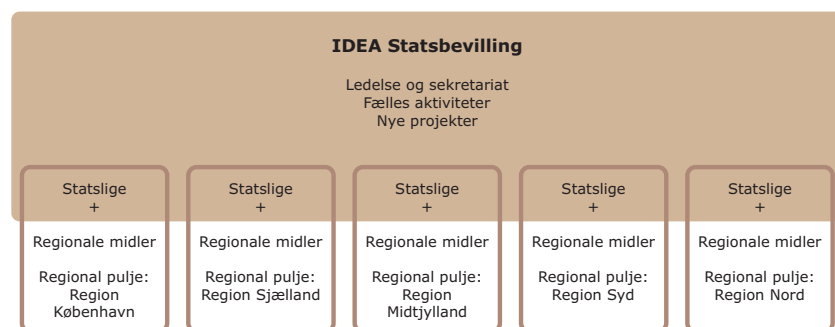 IDEA Statsbevilling
Ledelse og sekretariat
Fælles aktiviteter
Nye projekter
Statslige
+
Regionale midler
Regional pulje:
Region
København
Statslige
+
Regionale midler
Regional pulje:
Region Sjælland
Statslige
+
Regionale midler
Regional pulje:
Region
Midtjylland
Statslige
+
Regionale midler
Regional pulje:
Region Syd
Statslige
+
Regionale midler
Regional pulje:
Region Nord